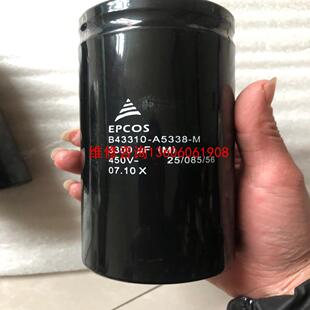 EPCOS
B43310-A5338-M
3300 µF (M)
450V- 25/085/56
07.10 X